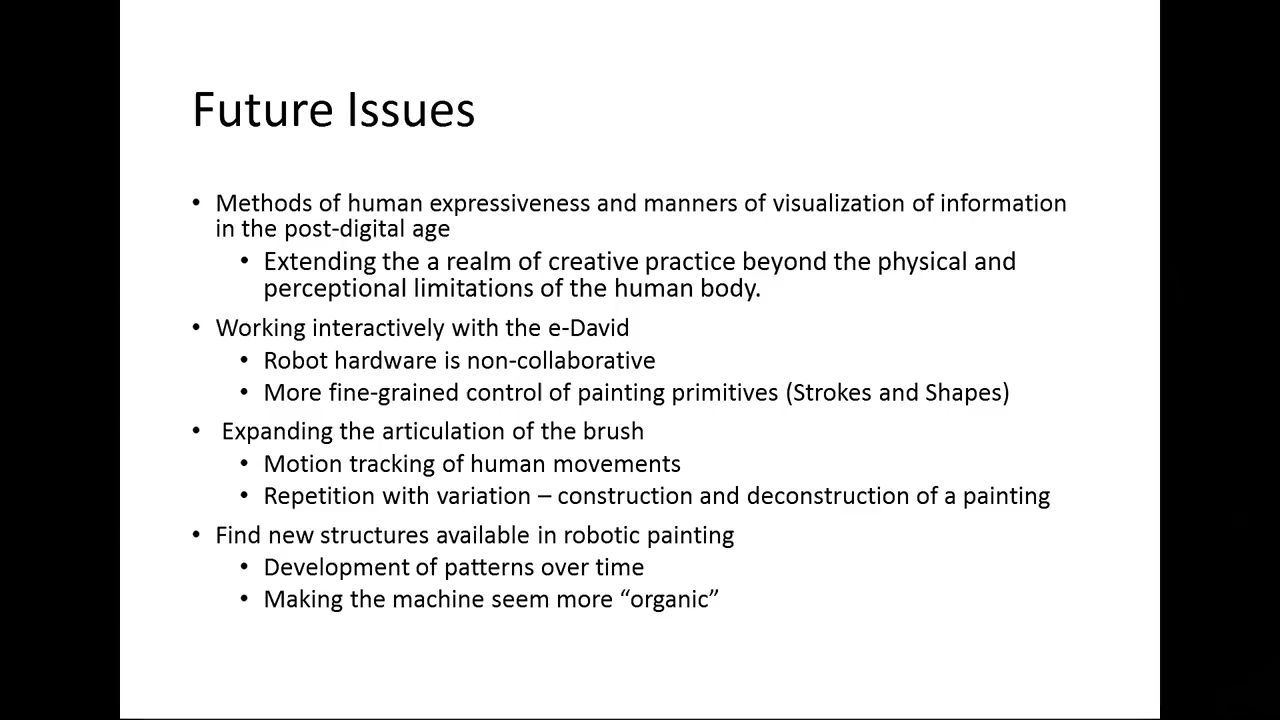 Future Issues
• Methods of human expressiveness and manners of visualization of information
in the post-digital age
• Extending the a realm of creative practice beyond the physical and
perceptional limitations of the human body.
• Working interactively with the e-David
• Robot hardware is non-collaborative
• More fine-grained control of painting primitives (Strokes and Shapes)
• Expanding the articulation of the brush
• Motion tracking of human movements
• Repetition with variation – construction and deconstruction of a painting
• Find new structures available in robotic painting
• Development of patterns over time
• Making the machine seem more “organic”